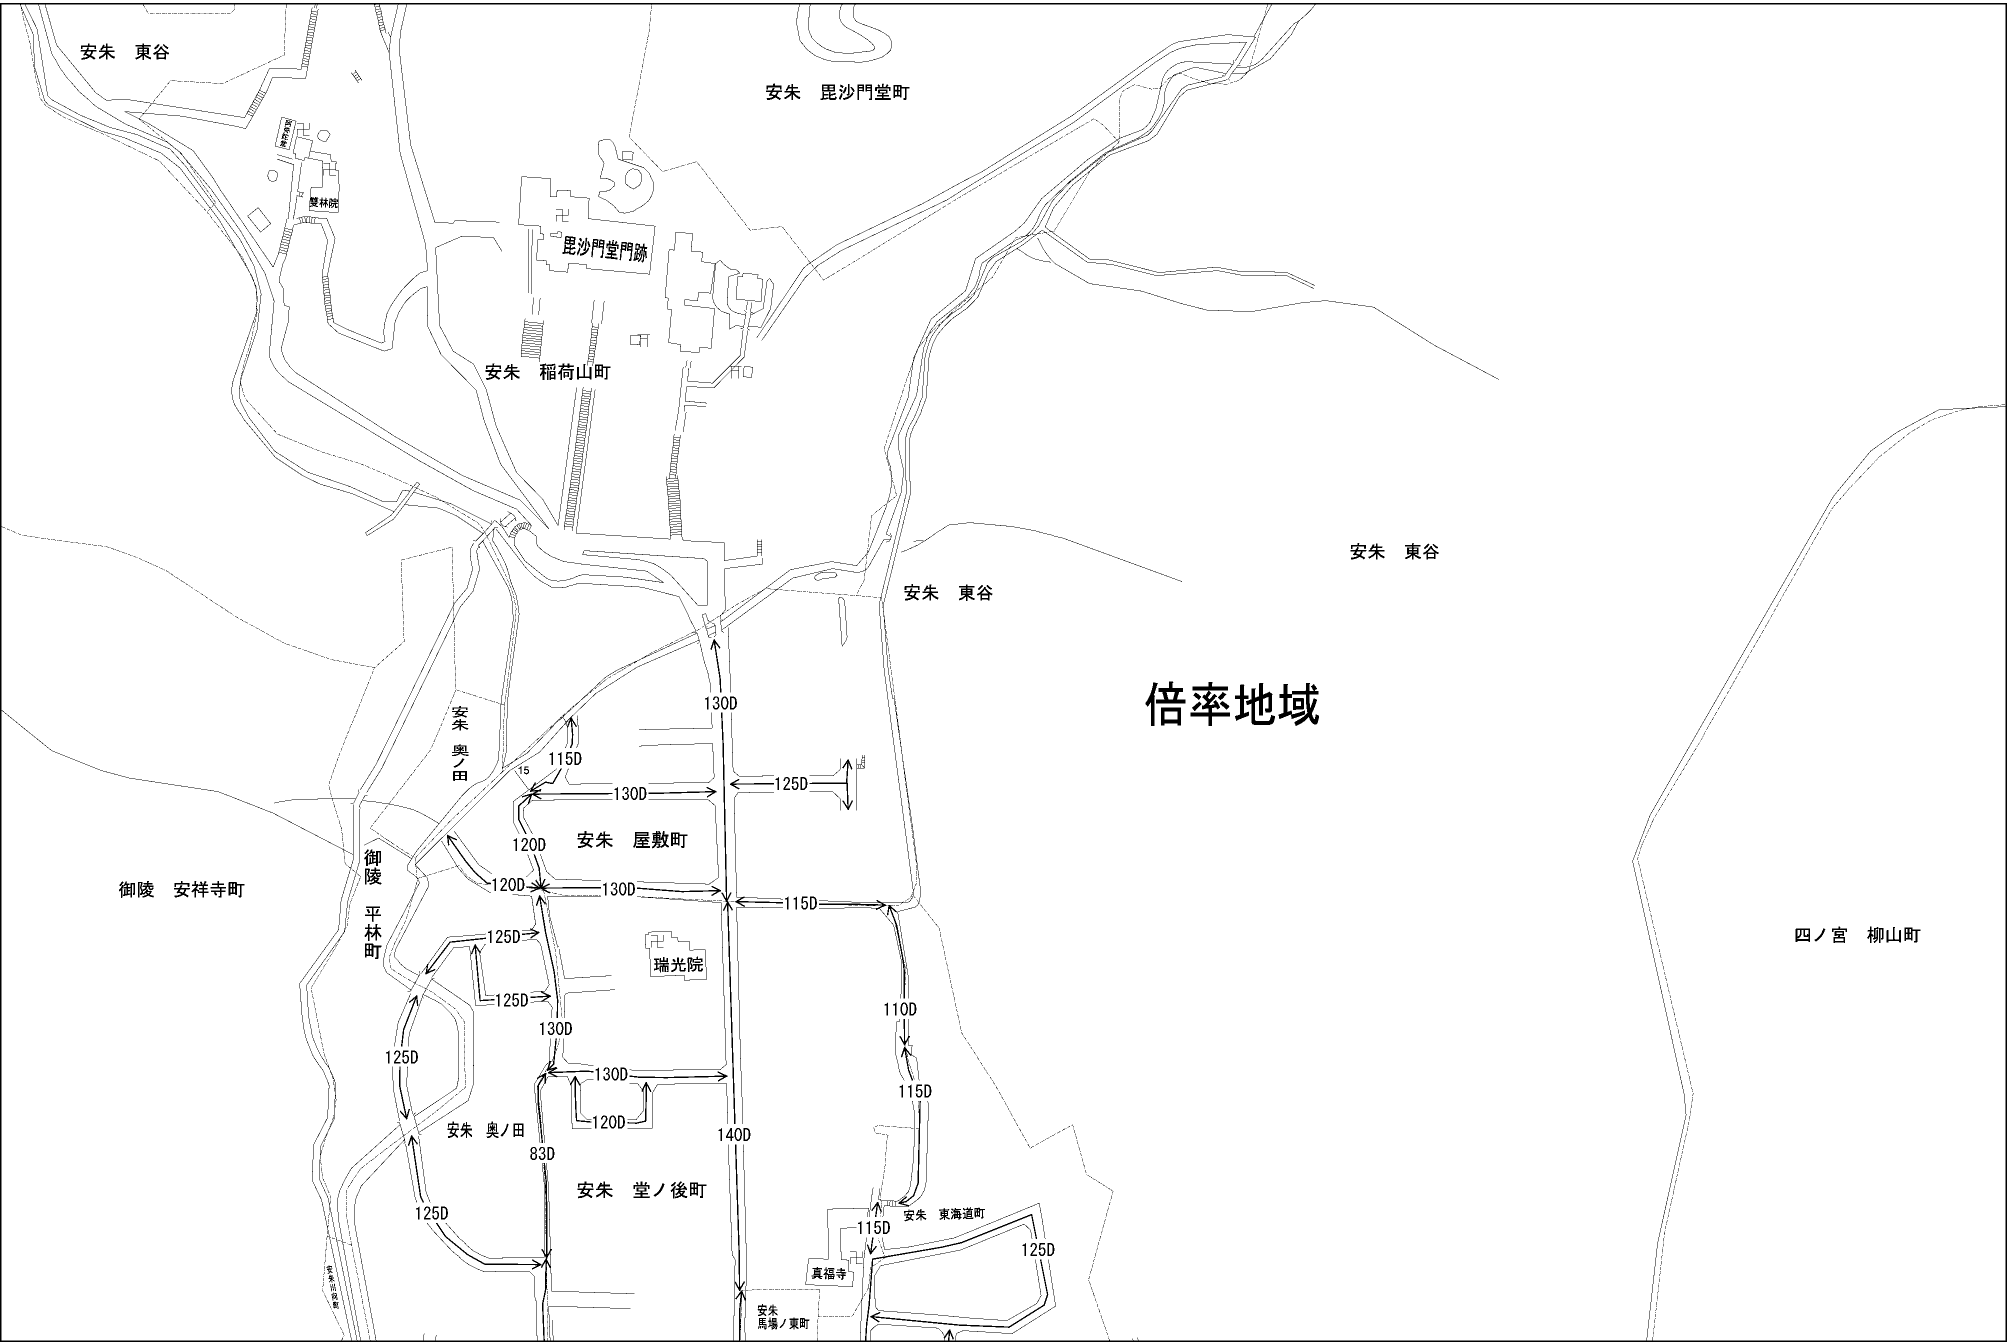 安朱　東谷
安朱　毘沙門堂町
雙林院
毘沙門堂門跡
安朱　稲荷山町
安朱　東谷
安朱　東谷
倍率地域
130D
安朱　奥ノ田
115D
15
130D
125D
安朱　屋敷町
120D
御陵　平林町
御陵　安祥寺町
120D
130D
115D
125D
四ノ宮　柳山町
瑞光院
125D
110D
130D
125D
130D
115D
120D
安朱　奥ノ田
140D
83D
安朱　堂ノ後町
125D
安朱　東海道町
115D
125D
真福寺
安朱
馬場ノ東町